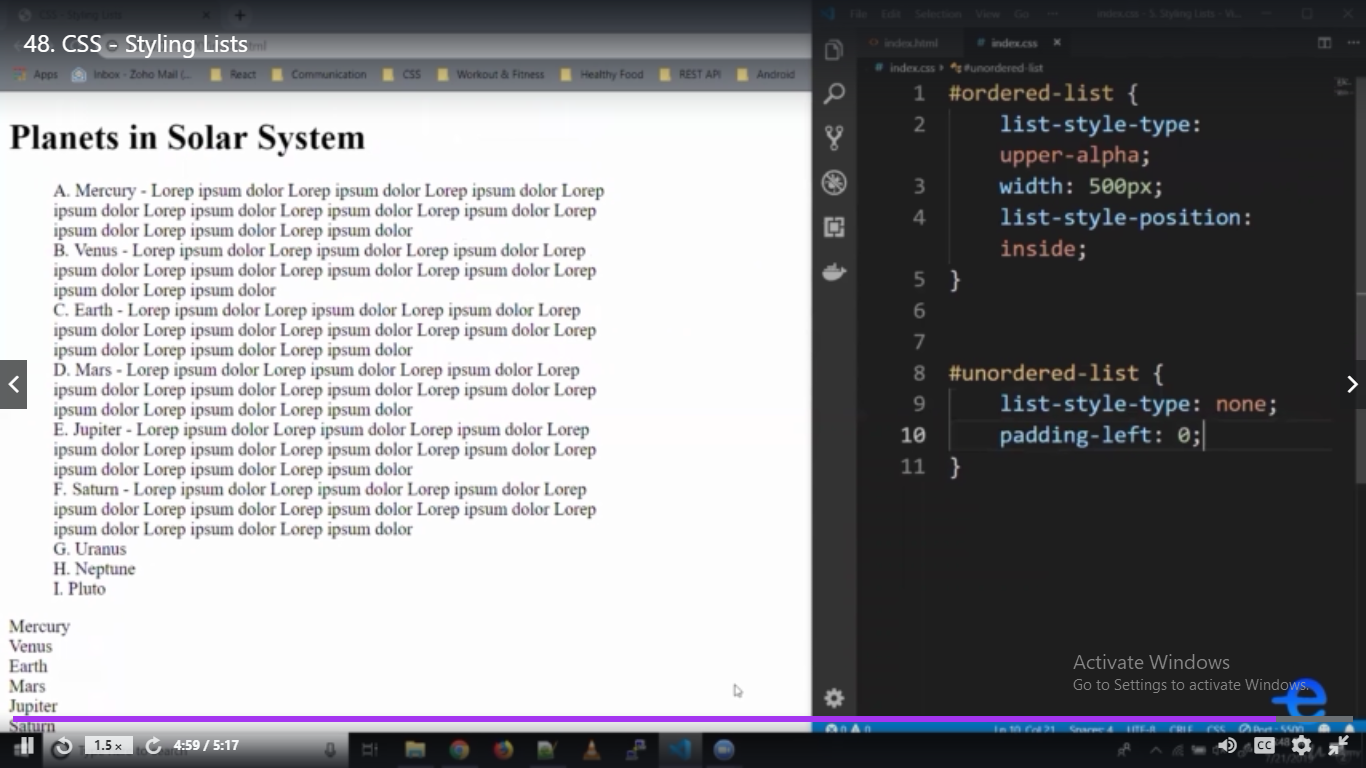 48. CSS - Styling Lists
File Edit Selection View Go ... index.css - 5. Styling Lists - Vi...
index.html index.css
Apps Inbox - Zoho Mail (... React Communication CSS Workout & Fitness Healthy Food REST API Android
index.css > #unordered-list
Planets in Solar System
A. Mercury - Lorep ipsum dolor Lorep ipsum dolor Lorep ipsum dolor Lorep
ipsum dolor Lorep ipsum dolor Lorep ipsum dolor Lorep ipsum dolor Lorep
ipsum dolor Lorep ipsum dolor Lorep ipsum dolor
B. Venus - Lorep ipsum dolor Lorep ipsum dolor Lorep ipsum dolor Lorep
ipsum dolor Lorep ipsum dolor Lorep ipsum dolor Lorep ipsum dolor Lorep
ipsum dolor Lorep ipsum dolor
C. Earth - Lorep ipsum dolor Lorep ipsum dolor Lorep ipsum dolor Lorep
ipsum dolor Lorep ipsum dolor Lorep ipsum dolor Lorep ipsum dolor Lorep
ipsum dolor Lorep ipsum dolor Lorep ipsum dolor
D. Mars - Lorep ipsum dolor Lorep ipsum dolor Lorep ipsum dolor Lorep
ipsum dolor Lorep ipsum dolor Lorep ipsum dolor Lorep ipsum dolor Lorep
ipsum dolor Lorep ipsum dolor Lorep ipsum dolor
E. Jupiter - Lorep ipsum dolor Lorep ipsum dolor Lorep ipsum dolor Lorep
ipsum dolor Lorep ipsum dolor Lorep ipsum dolor Lorep ipsum dolor Lorep
ipsum dolor Lorep ipsum dolor Lorep ipsum dolor
F. Saturn - Lorep ipsum dolor Lorep ipsum dolor Lorep ipsum dolor Lorep
ipsum dolor Lorep ipsum dolor Lorep ipsum dolor Lorep ipsum dolor Lorep
ipsum dolor Lorep ipsum dolor Lorep ipsum dolor
G. Uranus
H. Neptune
I. Pluto
Mercury
Venus
Earth
Mars
Jupiter
Saturn
1 #ordered-list {
2 list-style-type:
upper-alpha;
3 width: 500px;
4 list-style-position:
inside;
5 }
6
7
8 #unordered-list {
9 list-style-type: none;
10 padding-left: 0;
11 }
Activate Windows
Go to Settings to activate Windows.
0 0 Ln 10, Col 21 Spaces: 4 UTF-8 CRLF CSS Port : 5500
1.5 x 4:59 / 5:17 CC